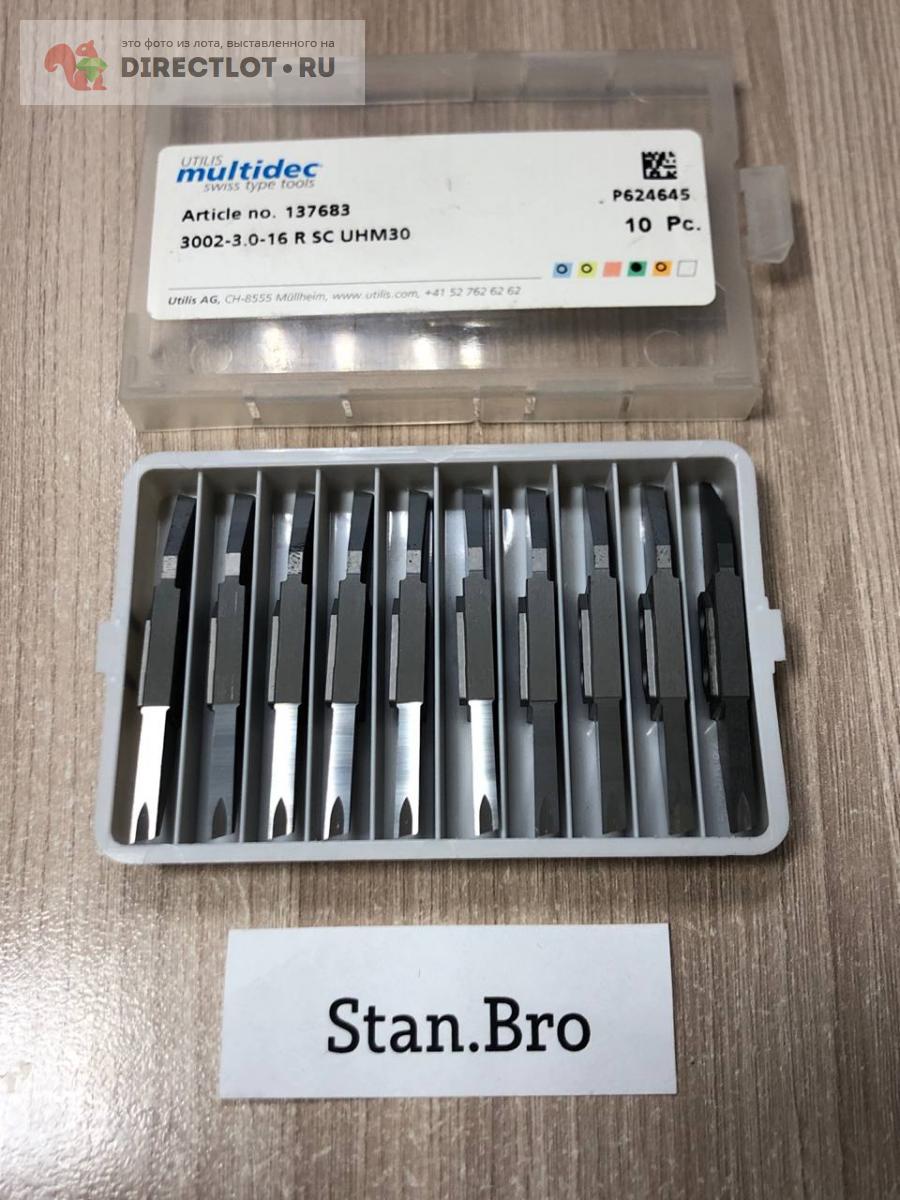 это фото из лота, выставленного на
DIRECTLOT.RU
UTILIS
multidec
swiss type tools
P624645
Article no. 137683
10 Pc.
3002-3.0-16 R SC UHM30
Utilis AG, CH-8555 Müllheim, www.utilis.com, +41 52 762 62 62
Stan.Bro